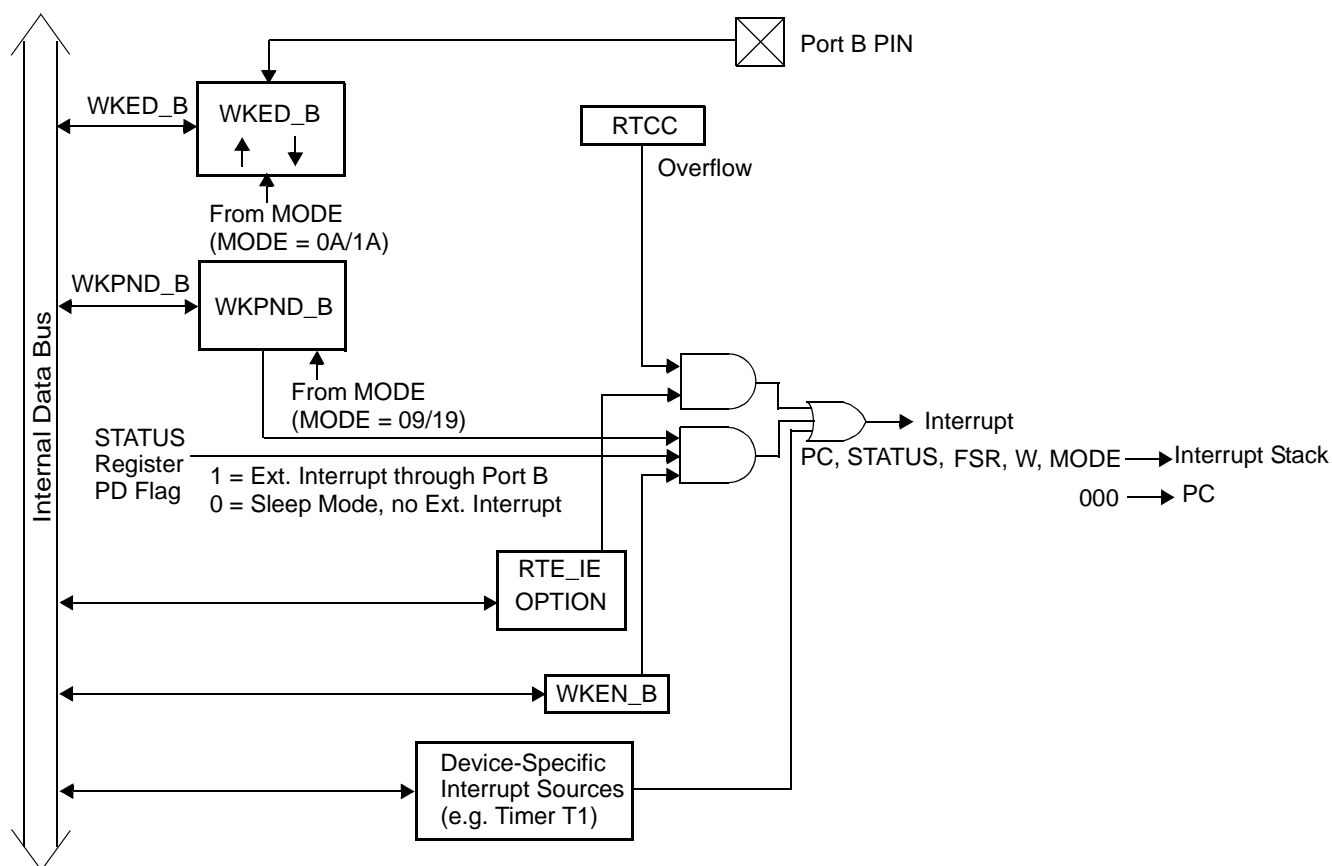 Port B PIN
WKED_B
WKED_B
RTCC
Overflow
From MODE
(MODE = 0A/1A)
WKPND_B
WKPND_B
Internal Data Bus
From MODE
(MODE = 09/19)
STATUS
Register
PD Flag
1 = Ext. Interrupt through Port B
0 = Sleep Mode, no Ext. Interrupt
Interrupt
PC, STATUS, FSR, W, MODE
Interrupt Stack
000
PC
RTE_IE
OPTION
WKEN_B
Device-Specific
Interrupt Sources
(e.g. Timer T1)